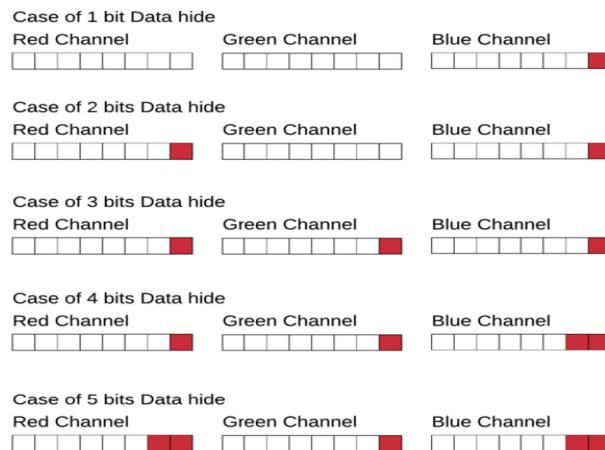 Case of 1 bit Data hide
Red Channel Green Channel Blue Channel
Case of 2 bits Data hide
Red Channel Green Channel Blue Channel
Case of 3 bits Data hide
Red Channel Green Channel Blue Channel
Case of 4 bits Data hide
Red Channel Green Channel Blue Channel
Case of 5 bits Data hide
Red Channel Green Channel Blue Channel